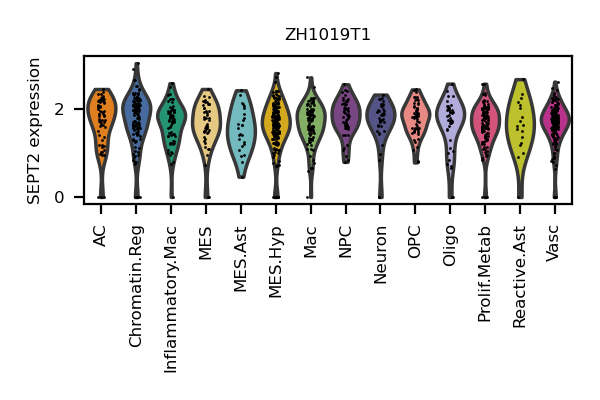 ZH1019T1
SEPT2 expression
2
0
AC
Chromatin.Reg
Inflammatory.Mac
MES
MES.Ast
MES.Hyp
Mac
NPC
Neuron
OPC
Oligo
Prolif.Metab
Reactive.Ast
Vasc